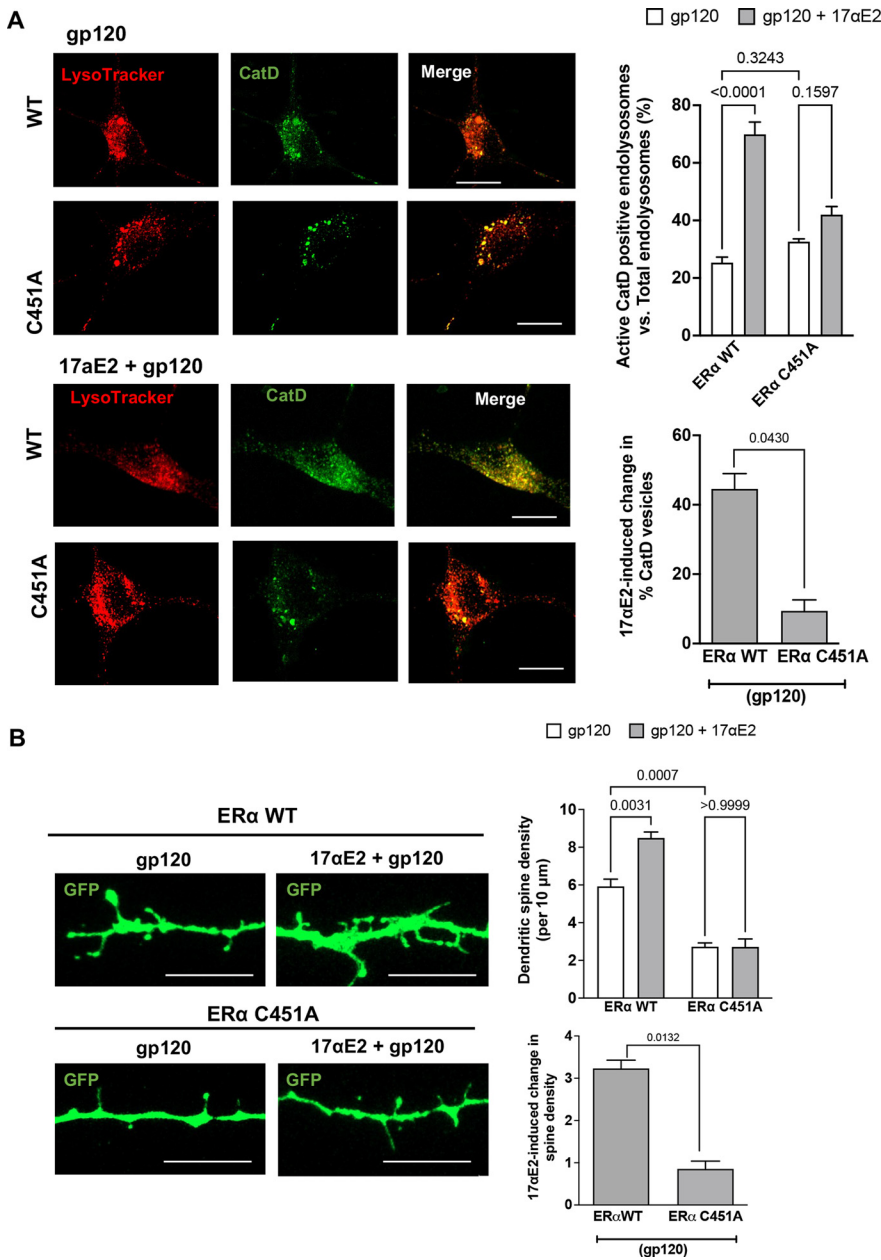 A
gp120
WT
LysoTracker
CatD
Merge
C451A
17aE2 + gp120
WT
LysoTracker
CatD
Merge
C451A
gp120
gp120 + 17αE2
Active CatD positive endolysosomes
vs. Total endolysosomes (%)
80
60
40
20
0
0.3243
<0.0001
0.1597
ERα WT
ERα C451A
17αE2-induced change in
% CatD vesicles
60
40
20
0
0.0430
ERα WT
ERα C451A
(gp120)
B
ERα WT
gp120
17αE2 + gp120
GFP
GFP
ERα C451A
gp120
17αE2 + gp120
GFP
GFP
gp120
gp120 + 17αE2
Dendritic spine density
(per 10 µm)
10
8
6
4
2
0
0.0007
0.0031
>0.9999
ERα WT
ERα C451A
17αE2-induced change in
spine density
4
3
2
1
0
0.0132
ERαWT
ERα C451A
(gp120)